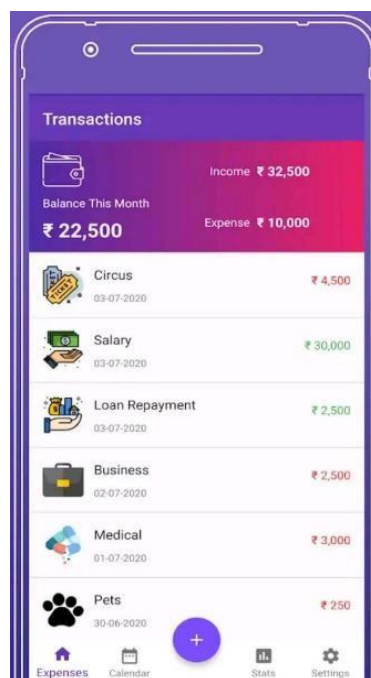 Transactions
Income ₹ 32,500
Balance This Month
₹ 22,500
Expense ₹ 10,000
Circus
₹ 4,500
03-07-2020
Salary
₹ 30,000
03-07-2020
Loan Repayment
₹ 2,500
03-07-2020
Business
₹ 2,500
02-07-2020
Medical
₹ 3,000
01-07-2020
Pets
₹ 250
30-06-2020
+
Expenses Calendar Stats Settings